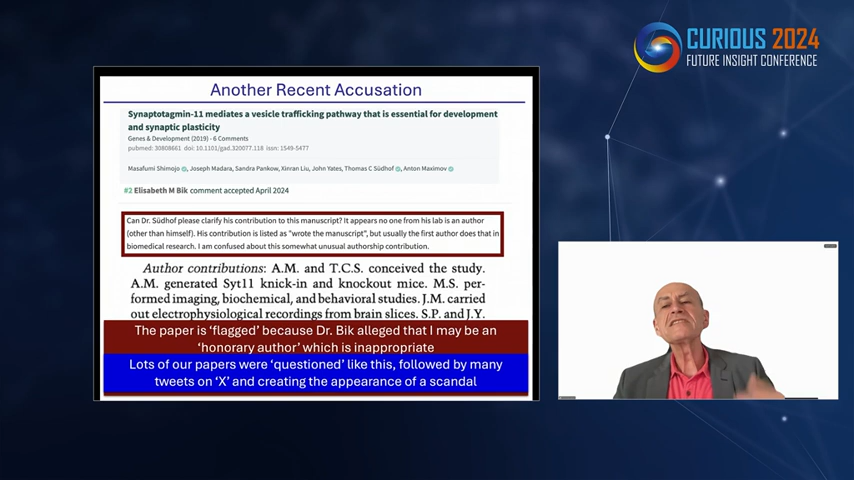 CURIOUS 2024
FUTURE INSIGHT CONFERENCE
Another Recent Accusation
Synaptotagmin-11 mediates a vesicle trafficking pathway that is essential for development
and synaptic plasticity
Genes & Development (2019) - 6 Comments
pubmed: 30808661 doi: 10.1101/gad.320077.118 issn: 1549-5477
Masafumi Shimojo, Joseph Madara, Sandra Pankow, Xinran Liu, John Yates, Thomas C Südhof, Anton Maximov
#2 Elisabeth M Bik comment accepted April 2024
Can Dr. Südhof please clarify his contribution to this manuscript? It appears no one from his lab is an author
(other than himself). His contribution is listed as "wrote the manuscript", but usually the first author does that in
biomedical research. I am confused about this somewhat unusual authorship contribution.
Author contributions: A.M. and T.C.S. conceived the study.
A.M. generated Syt11 knick-in and knockout mice. M.S. per-
formed imaging, biochemical, and behavioral studies. J.M. carried
out electrophysiological recordings from brain slices. S.P. and J.Y.
The paper is 'flagged' because Dr. Bik alleged that I may be an
'honorary author' which is inappropriate
Lots of our papers were 'questioned' like this, followed by many
tweets on 'X' and creating the appearance of a scandal